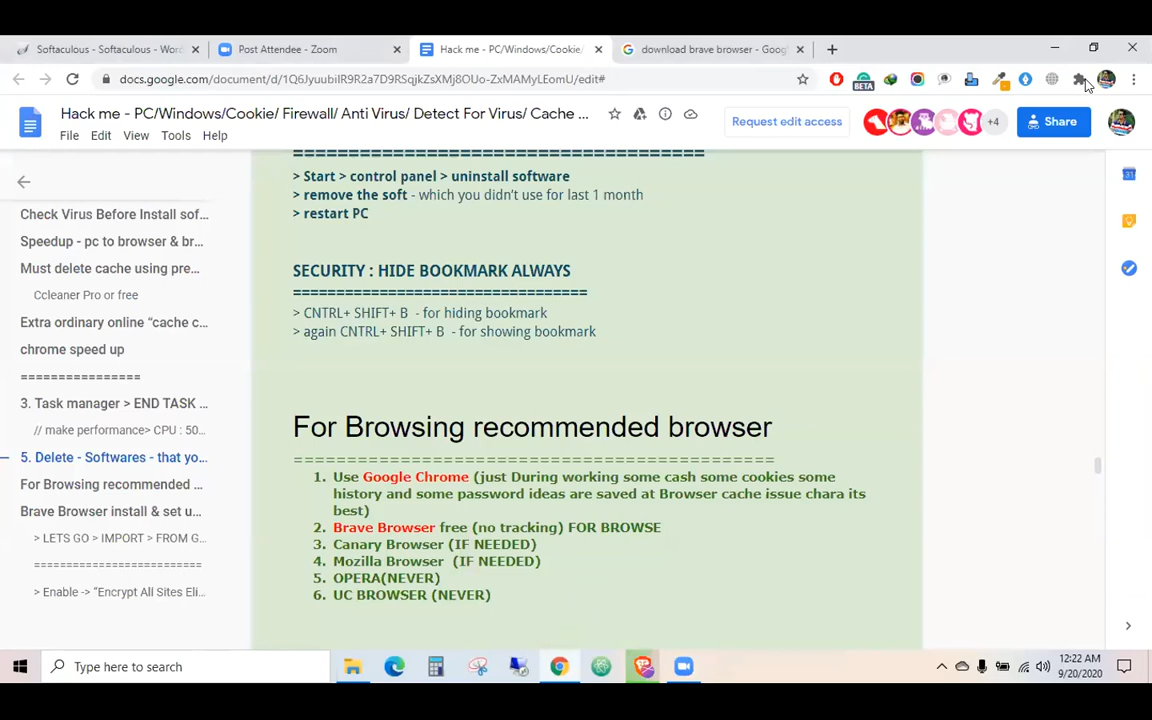 Softaculous - Softaculous - Wor
Post Attendee - Zoom
Hack me - PC/Windows/Cookie/
download brave browser - Goog
docs.google.com/document/d/1Q6JyuubiIR9R2a7D9RSqjkZsXMj8OUo-ZxMAMyLEomU/edit#
BETA
Hack me - PC/Windows/Cookie/ Firewall/ Anti Virus/ Detect For Virus/ Cache ...
File Edit View Tools Help
Request edit access
+4
Share
Check Virus Before Install sof...
Speedup - pc to browser & br...
Must delete cache using pre...
Ccleaner Pro or free
Extra ordinary online “cache c...
chrome speed up
================
3. Task manager > END TASK ...
// make performance> CPU : 50...
5. Delete - Softwares - that yo...
For Browsing recommended ...
Brave Browser install & set u...
> LETS GO > IMPORT > FROM G...
==========================
> Enable -> “Encrypt All Sites Eli...
=========================================
> Start > control panel > uninstall software
> remove the soft - which you didn’t use for last 1 month
> restart PC
SECURITY : HIDE BOOKMARK ALWAYS
================================
> CNTRL+ SHIFT+ B - for hiding bookmark
> again CNTRL+ SHIFT+ B - for showing bookmark
For Browsing recommended browser
===========================================
1. Use Google Chrome (just During working some cash some cookies some
history and some password ideas are saved at Browser cache issue chara its
best)
2. Brave Browser free (no tracking) FOR BROWSE
3. Canary Browser (IF NEEDED)
4. Mozilla Browser (IF NEEDED)
5. OPERA(NEVER)
6. UC BROWSER (NEVER)
31
Type here to search
12:22 AM
9/20/2020